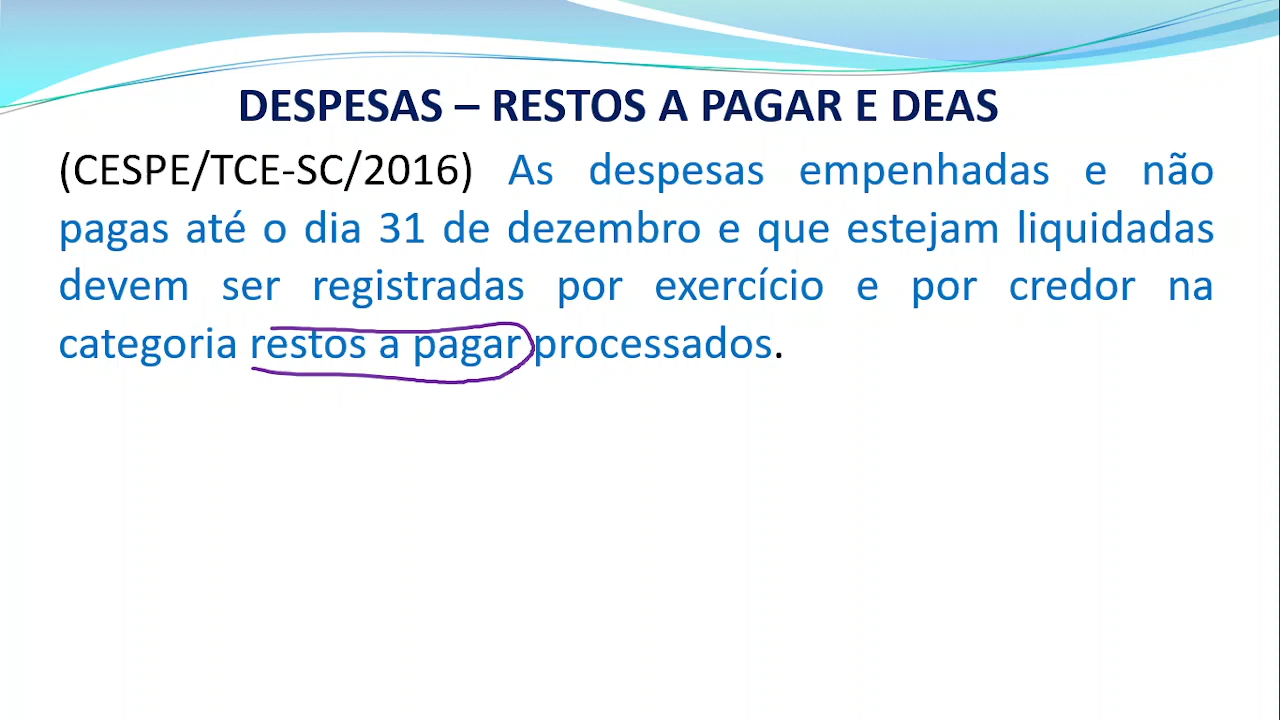 DESPESAS – RESTOS A PAGAR E DEAS
(CESPE/TCE-SC/2016) As despesas empenhadas e não
pagas até o dia 31 de dezembro e que estejam liquidadas
devem ser registradas por exercício e por credor na
categoria restos a pagar processados.